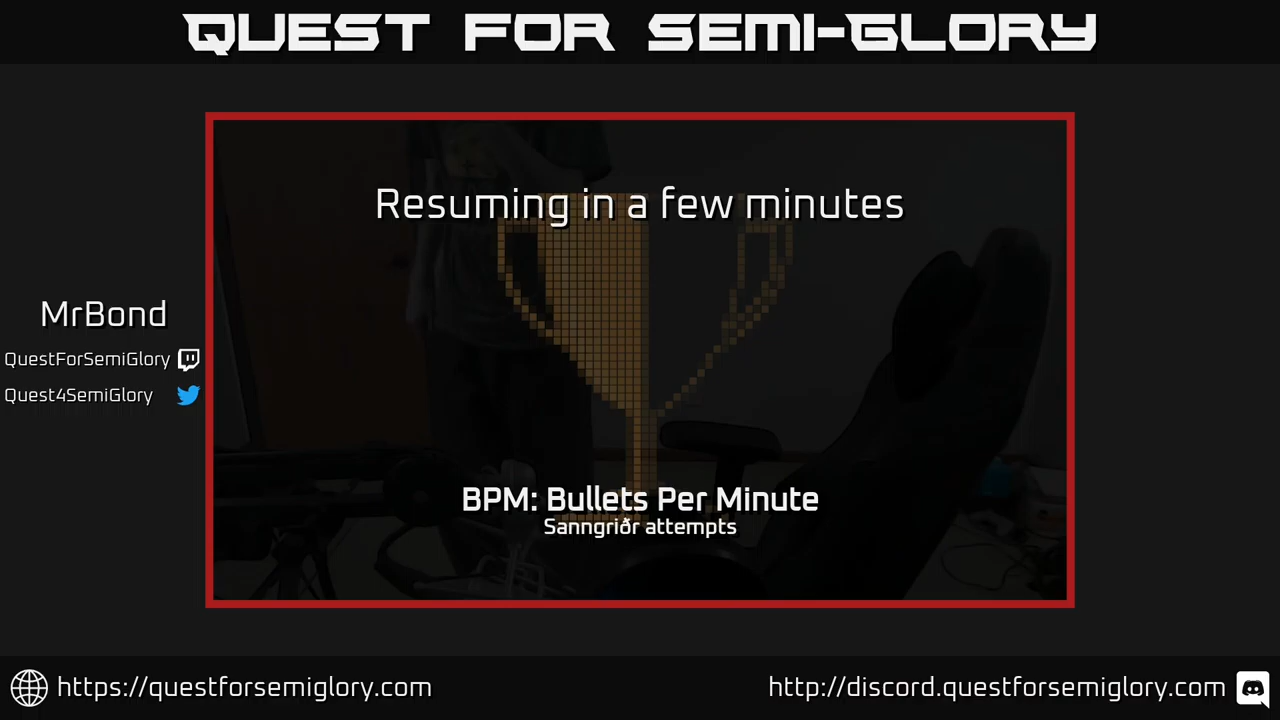 QUEST FOR SEMI-GLORY
Resuming in a few minutes
MrBond
QuestForSemiGlory
Quest4SemiGlory
BPM: Bullets Per Minute
Sanngriðr attempts
https://questforsemiglory.com
http://discord.questforsemiglory.com